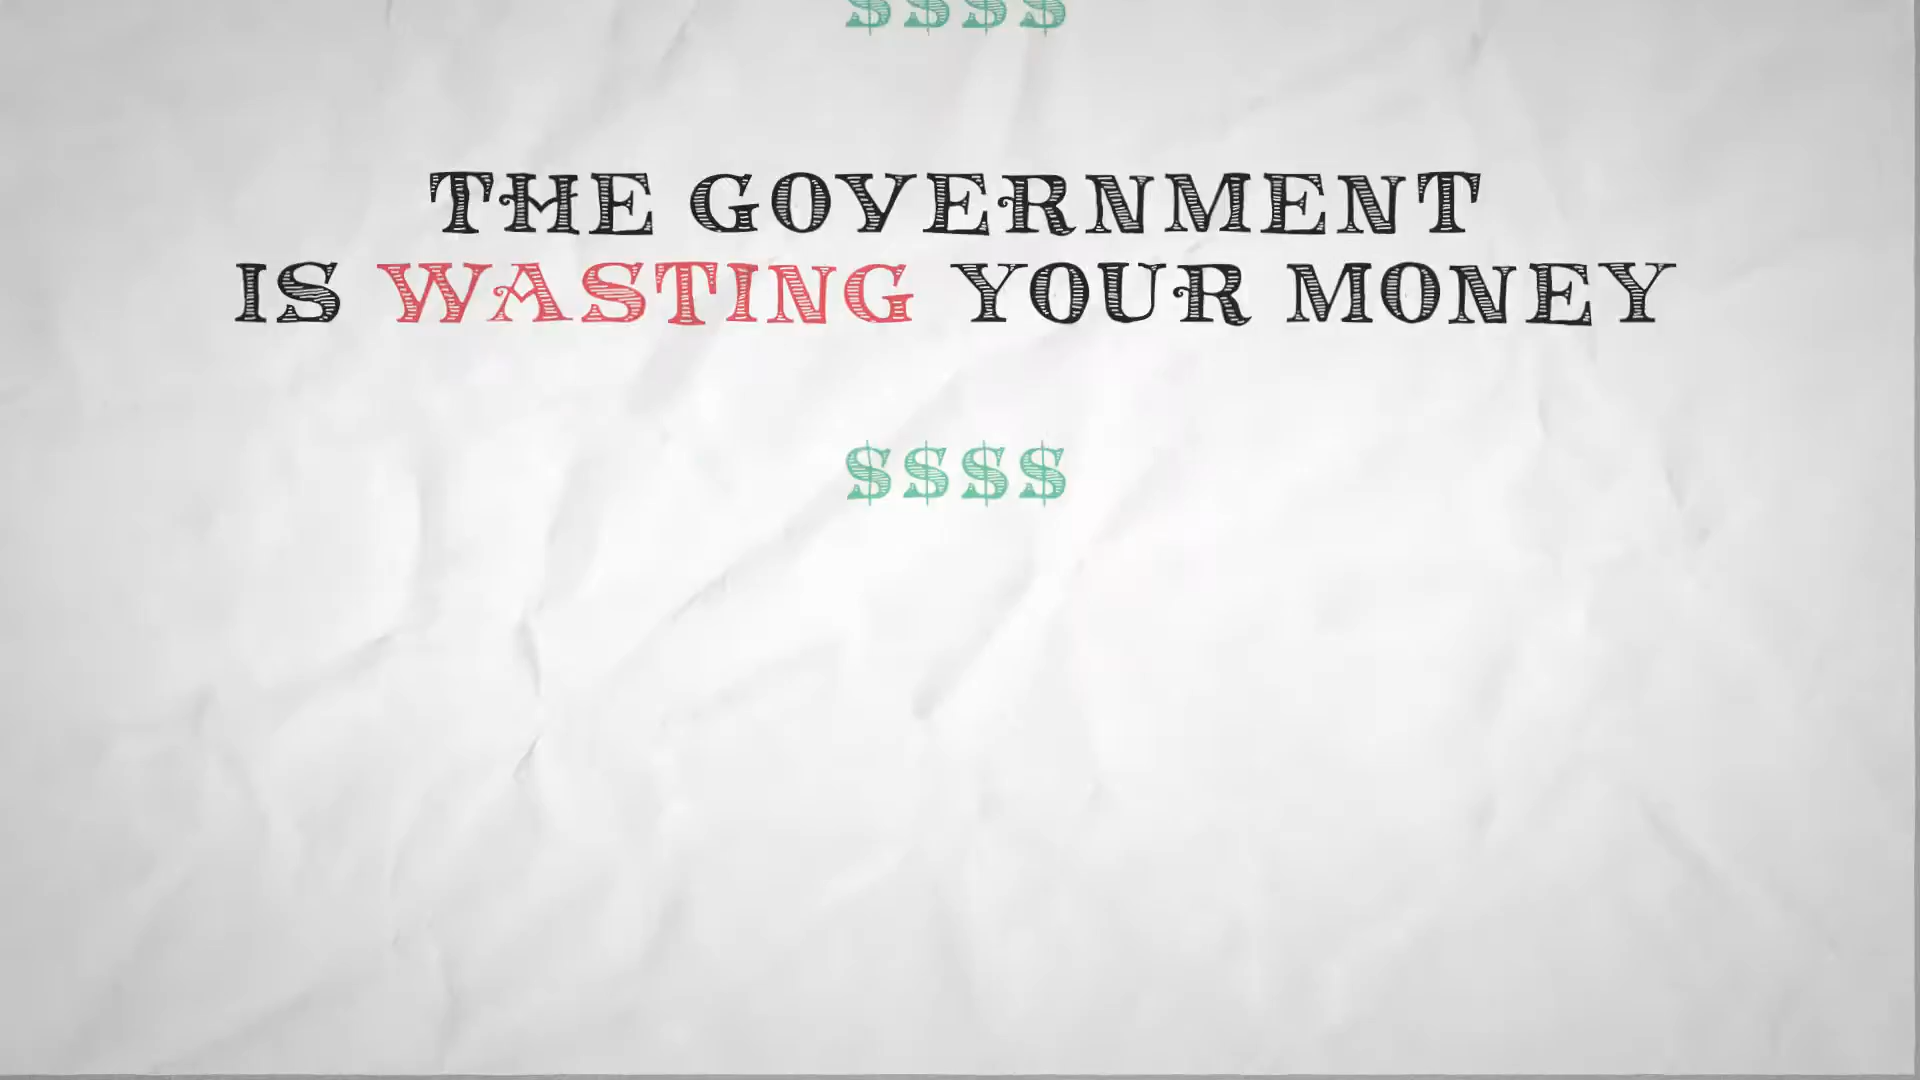 $$$$
THE GOVERNMENT
IS WASTING YOUR MONEY
$$$$